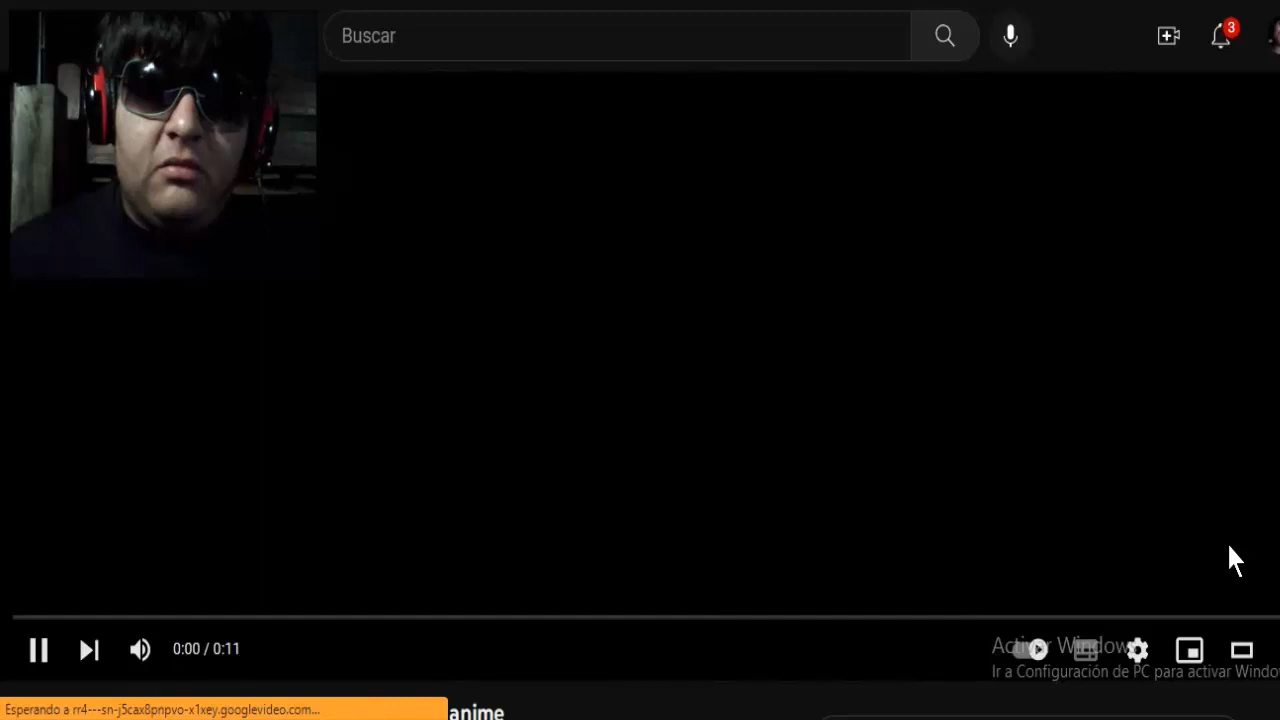 Buscar
3
0:00 / 0:11
Activar Windows
Ir a Configuración de PC para activar Windo
Esperando a rr4---sn-j5cax8pnpvo-x1xey.googlevideo.com...
anime